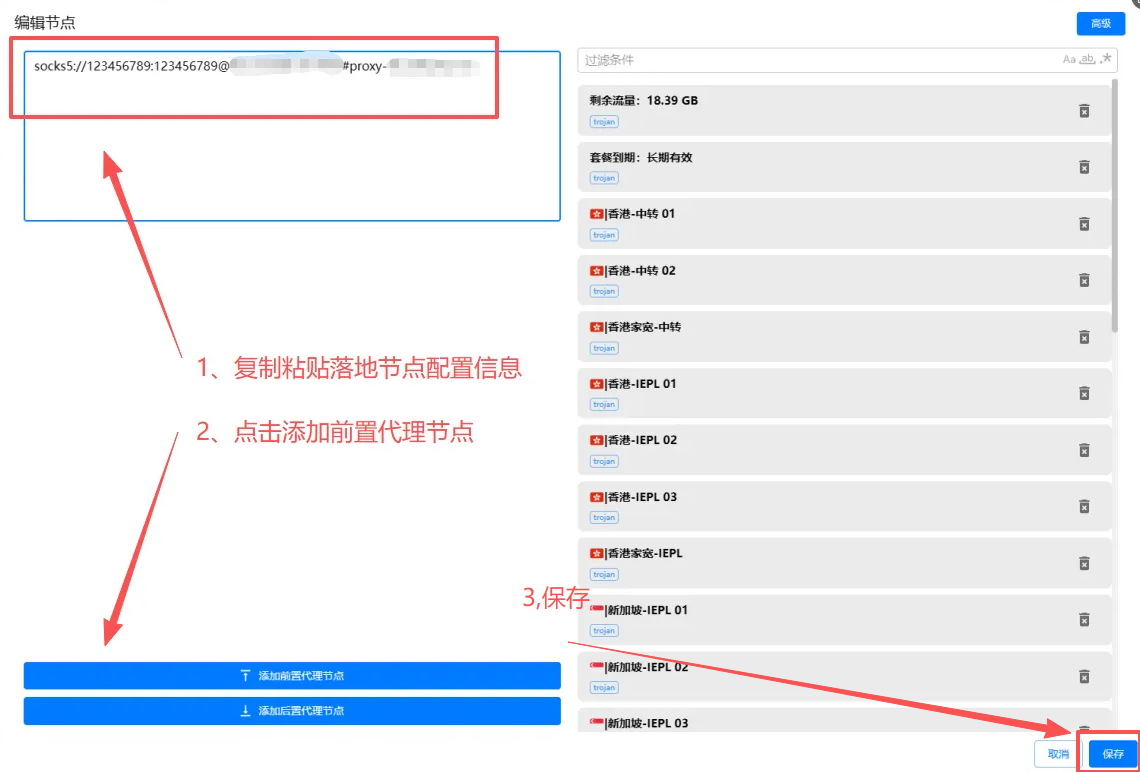 编辑节点
高级
socks5://123456789:123456789@
#proxy-
过滤条件
Aa ab .*
剩余流量：18.39 GB
trojan
套餐到期：长期有效
trojan
|香港-中转 01
trojan
|香港-中转 02
trojan
|香港家宽-中转
trojan
|香港-IEPL 01
trojan
|香港-IEPL 02
trojan
|香港-IEPL 03
trojan
|香港家宽-IEPL
trojan
|新加坡-IEPL 01
trojan
|新加坡-IEPL 02
trojan
|新加坡-IEPL 03
1、复制粘贴落地节点配置信息
2、点击添加前置代理节点
3,保存
添加前置代理节点
添加后置代理节点
取消
保存